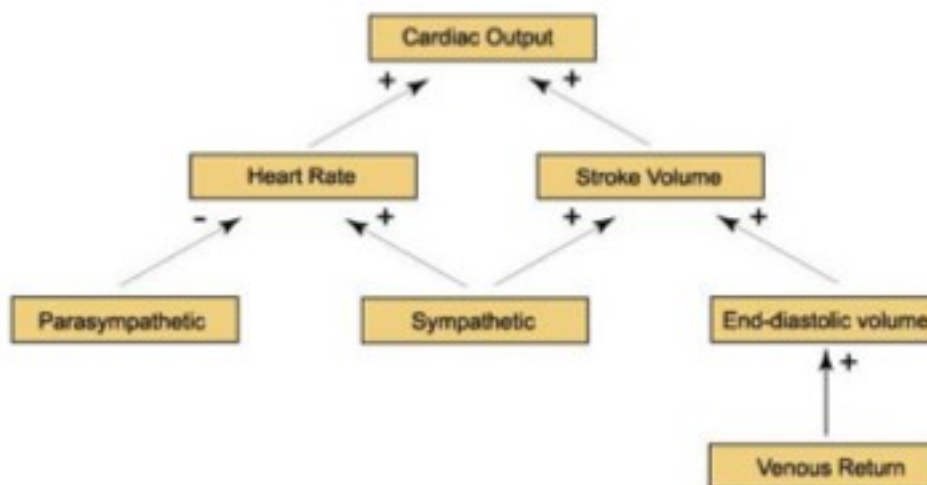 Cardiac Output
+ +
Heart Rate Stroke Volume
- + + +
Parasympathetic Sympathetic End-diastolic volume
+
Venous Return